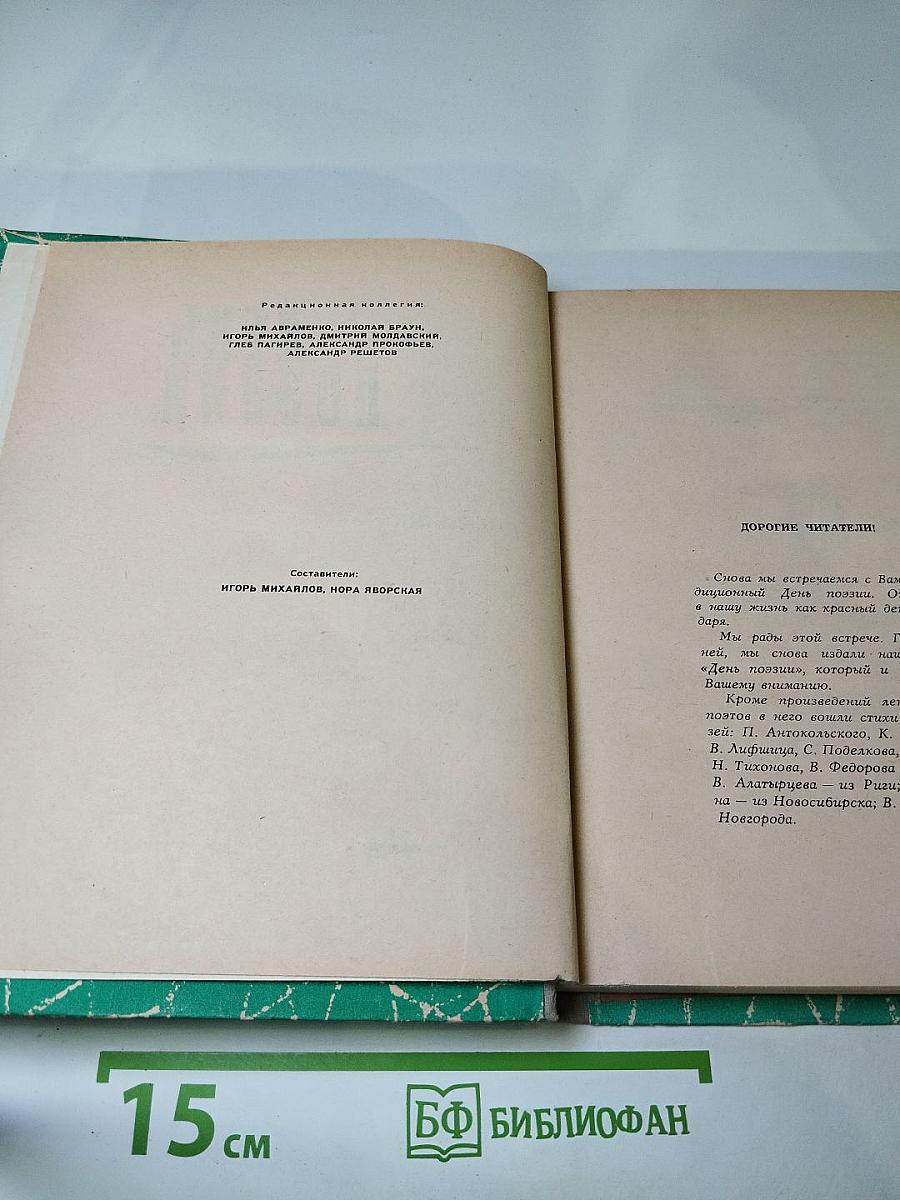 Редакционная коллегия:
ИЛЬЯ АВРАМЕНКО, НИКОЛАЙ БРАУН,
ИГОРЬ МИХАЙЛОВ, ДМИТРИЙ МОЛДАВСКИЙ,
ГЛЕБ ПАГИРЕВ, АЛЕКСАНДР ПРОКОФЬЕВ,
АЛЕКСАНДР РЕШЕТОВ
Составители:
ИГОРЬ МИХАЙЛОВ, НОРА ЯВОРСКАЯ
ДОРОГИЕ ЧИТАТЕЛИ!
Снова мы встречаемся с Вам
диционный День поэзии. О
в нашу жизнь как красный де
даря.
Мы рады этой встрече. Г
ней, мы снова издали наш
«День поэзии», который и
Вашему вниманию.
Кроме произведений ле
поэтов в него вошли стихи
зей: П. Антокольского, К.
В. Лифшица, С. Поделкова,
Н. Тихонова, В. Федорова
В. Алатырцева — из Риги;
на — из Новосибирска; В.
Новгорода.
15 см
БФ БИБЛИОФАН